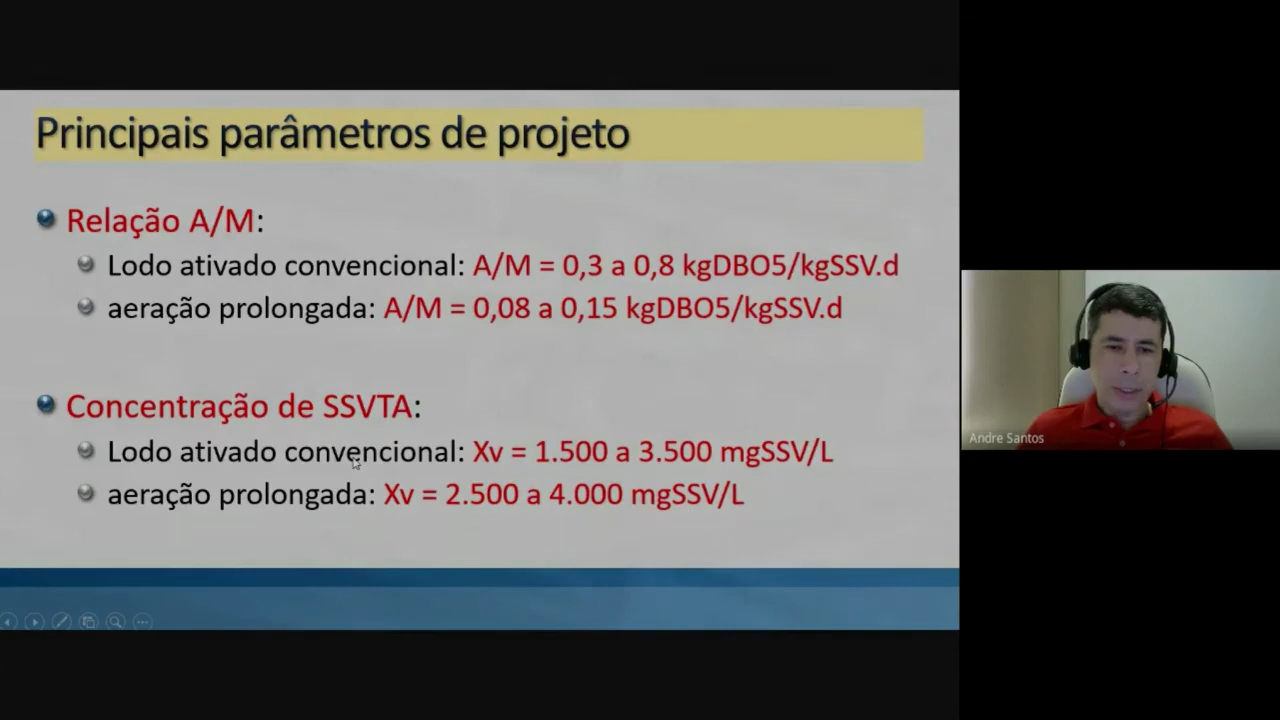 Principais parâmetros de projeto
Relação A/M:
Lodo ativado convencional: A/M = 0,3 a 0,8 kgDBO5/kgSSV.d
aeração prolongada: A/M = 0,08 a 0,15 kgDBO5/kgSSV.d
Concentração de SSVTA:
Lodo ativado convencional: Xv = 1.500 a 3.500 mgSSV/L
aeração prolongada: Xv = 2.500 a 4.000 mgSSV/L
Andre Santos